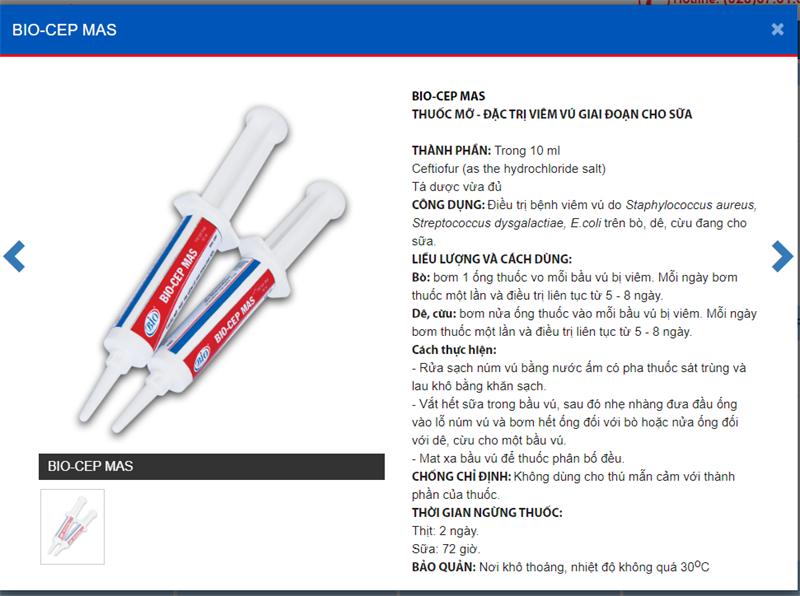 BIO-CEP MAS
BIO-CEP MAS
THUỐC MỠ - ĐẶC TRỊ VIÊM VÚ GIAI ĐOẠN CHO SỮA
THÀNH PHẦN: Trong 10 ml
Ceftiofur (as the hydrochloride salt)
Tá dược vừa đủ
CÔNG DỤNG: Điều trị bệnh viêm vú do Staphylococcus aureus,
Streptococcus dysgalactiae, E.coli trên bò, dê, cừu đang cho
sữa.
LIỀU LƯỢNG VÀ CÁCH DÙNG:
Bò: bơm 1 ống thuốc vo mỗi bầu vú bị viêm. Mỗi ngày bơm
thuốc một lần và điều trị liên tục từ 5 - 8 ngày.
Dê, cừu: bơm nửa ống thuốc vào mỗi bầu vú bị viêm. Mỗi ngày
bơm thuốc một lần và điều trị liên tục từ 5 - 8 ngày.
Cách thực hiện:
- Rửa sạch núm vú bằng nước ấm có pha thuốc sát trùng và
lau khô bằng khăn sạch.
- Vắt hết sữa trong bầu vú, sau đó nhẹ nhàng đưa đầu ống
vào lỗ núm vú và bơm hết ống đối với bò hoặc nửa ống đối
với dê, cừu cho một bầu vú.
- Mat xa bầu vú để thuốc phân bố đều.
CHỐNG CHỈ ĐỊNH: Không dùng cho thú mẫn cảm với thành
phần của thuốc.
THỜI GIAN NGỪNG THUỐC:
Thịt: 2 ngày.
Sữa: 72 giờ.
BẢO QUẢN: Nơi khô thoáng, nhiệt độ không quá 30ºC
BIO
BIO-CEP MAS
BIO
BIO-CEP MAS
BIO-CEP MAS